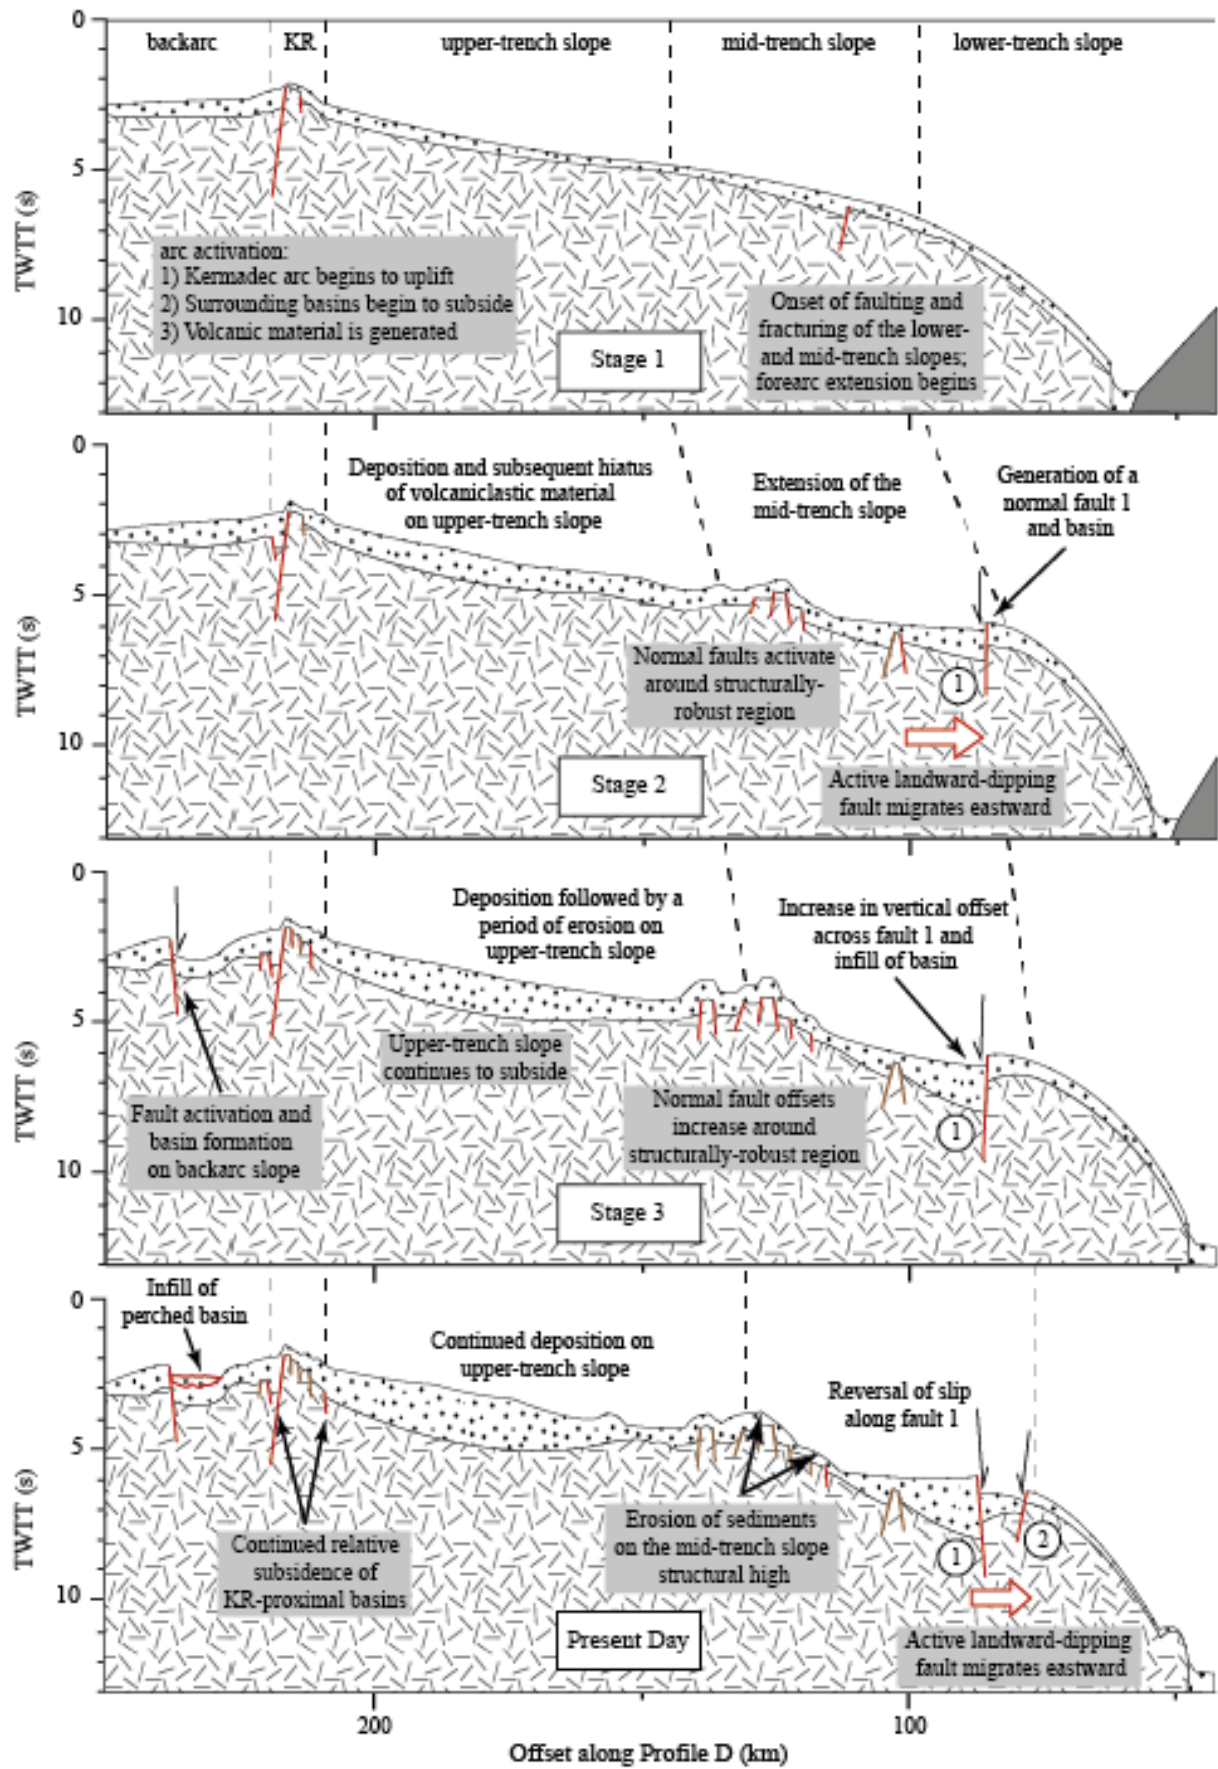 0
backarc
KR
upper-trench slope
mid-trench slope
lower-trench slope
5
10
TWTT (s)
arc activation:
1) Kermadec arc begins to uplift
2) Surrounding basins begin to subside
3) Volcanic material is generated
Onset of faulting and
fracturing of the lower-
and mid-trench slopes;
forearc extension begins
Stage 1
0
5
10
TWTT (s)
Deposition and subsequent hiatus
of volcaniclastic material
on upper-trench slope
Extension of the
mid-trench slope
Generation of a
normal fault 1
and basin
Normal faults activate
around structurally-
robust region
1
Active landward-dipping
fault migrates eastward
Stage 2
0
5
10
TWTT (s)
Deposition followed by a
period of erosion on
upper-trench slope
Increase in vertical offset
across fault 1 and
infill of basin
Upper-trench slope
continues to subside
Fault activation and
basin formation
on backarc slope
Normal fault offsets
increase around
structurally-robust region
1
Stage 3
0
5
10
TWTT (s)
Infill of
perched basin
Continued deposition on
upper-trench slope
Reversal of slip
along fault 1
Continued relative
subsidence of
KR-proximal basins
Erosion of sediments
on the mid-trench slope
structural high
1
2
Active landward-dipping
fault migrates eastward
Present Day
200
100
Offset along Profile D (km)